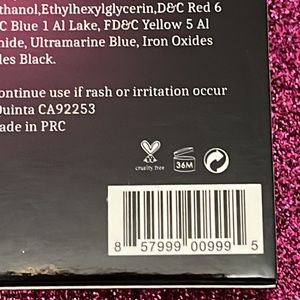 thanol,Ethylhexylglycerin,D&C Red 6
C Blue 1 Al Lake, FD&C Yellow 5 Al
ide, Ultramarine Blue, Iron Oxides
les Black.
continue use if rash or irritation occur
Quinta CA92253
ade in PRC
cruelty free
36M
8 57999 00999 5